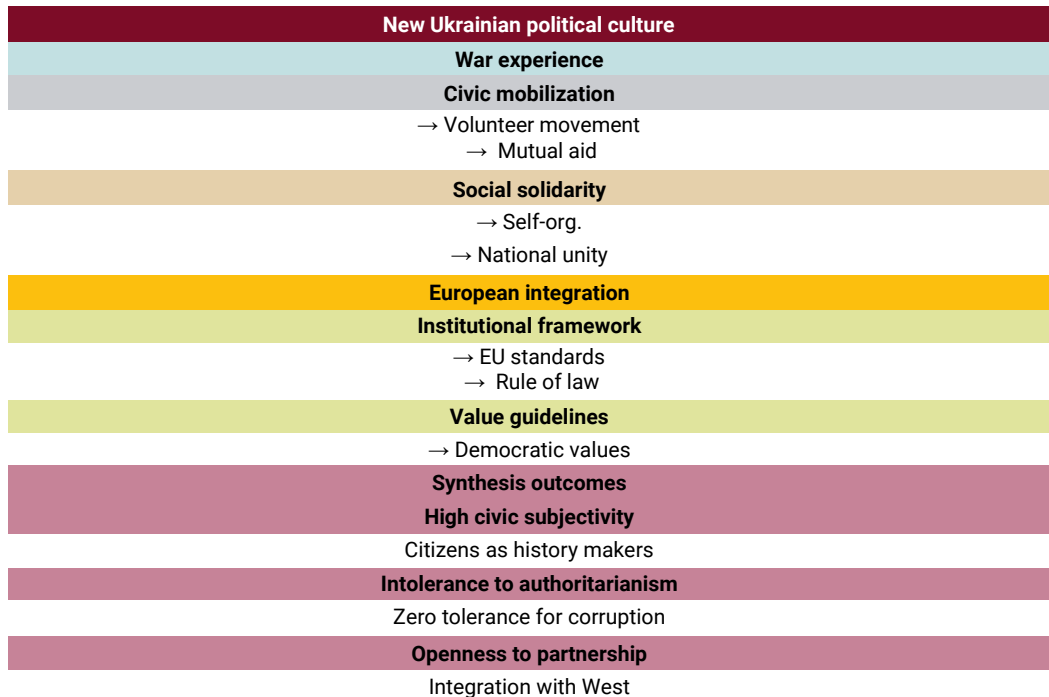 New Ukrainian political culture
War experience
Civic mobilization
→ Volunteer movement
→ Mutual aid
Social solidarity
→ Self-org.
→ National unity
European integration
Institutional framework
→ EU standards
→ Rule of law
Value guidelines
→ Democratic values
Synthesis outcomes
High civic subjectivity
Citizens as history makers
Intolerance to authoritarianism
Zero tolerance for corruption
Openness to partnership
Integration with West